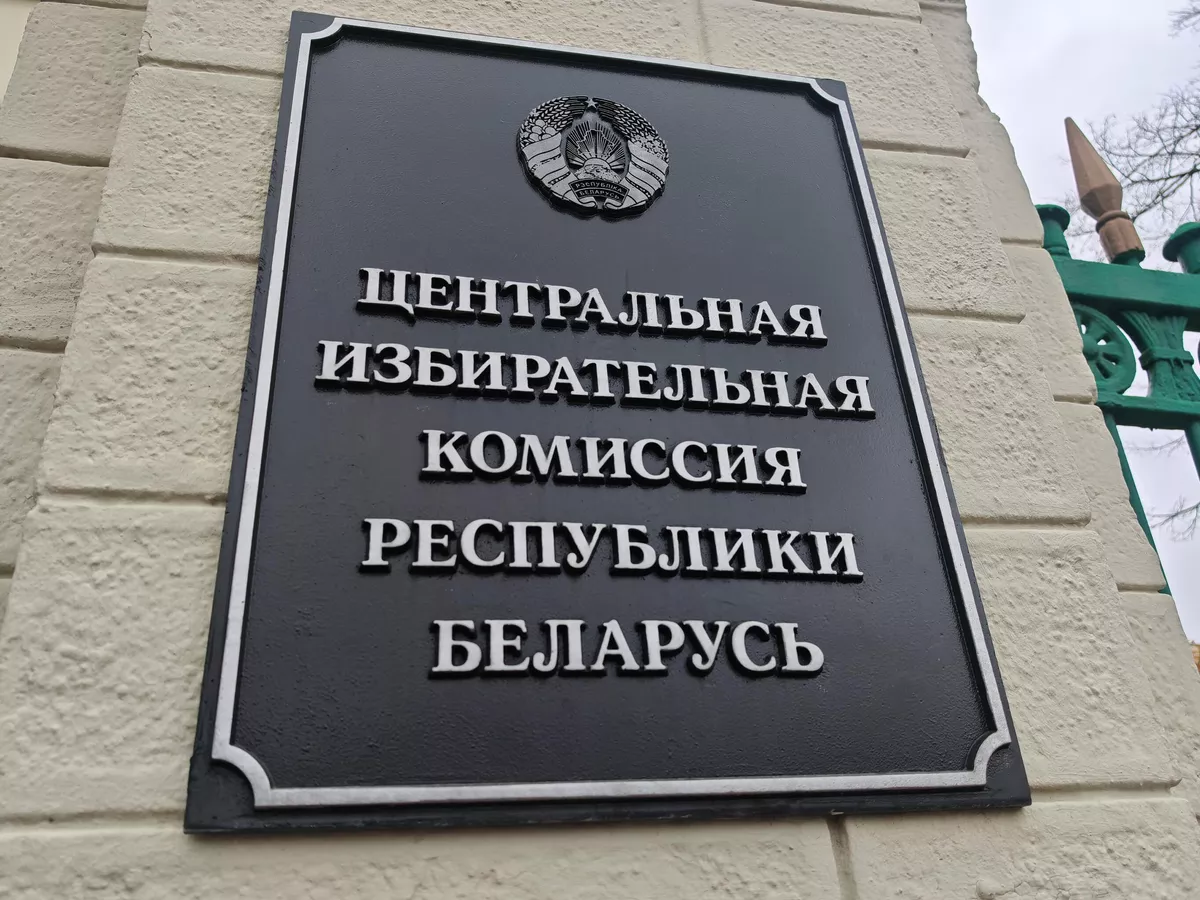 РЭСПУБЛІКА
БЕЛАРУСЬ
ЦЕНТРАЛЬНАЯ
ИЗБИРАТЕЛЬНАЯ
КОМИССИЯ
РЕСПУБЛИКИ
БЕЛАРУСЬ